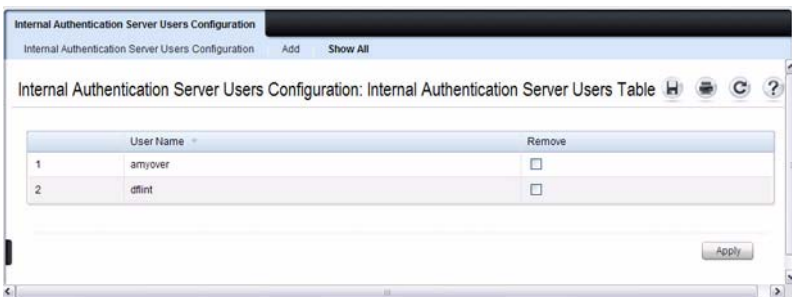 Internal Authentication Server Users Configuration
Internal Authentication Server Users Configuration Add Show All
Internal Authentication Server Users Configuration: Internal Authentication Server Users Table
User Name Remove
1 amyover
2 dflint
Apply